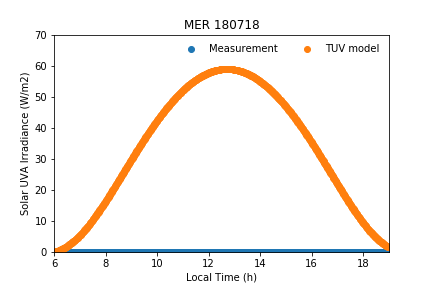 MER 180718
Measurement TUV model
Solar UVA Irradiance (W/m2)
70
60
50
40
30
20
10
0
6 8 10 12 14 16 18
Local Time (h)